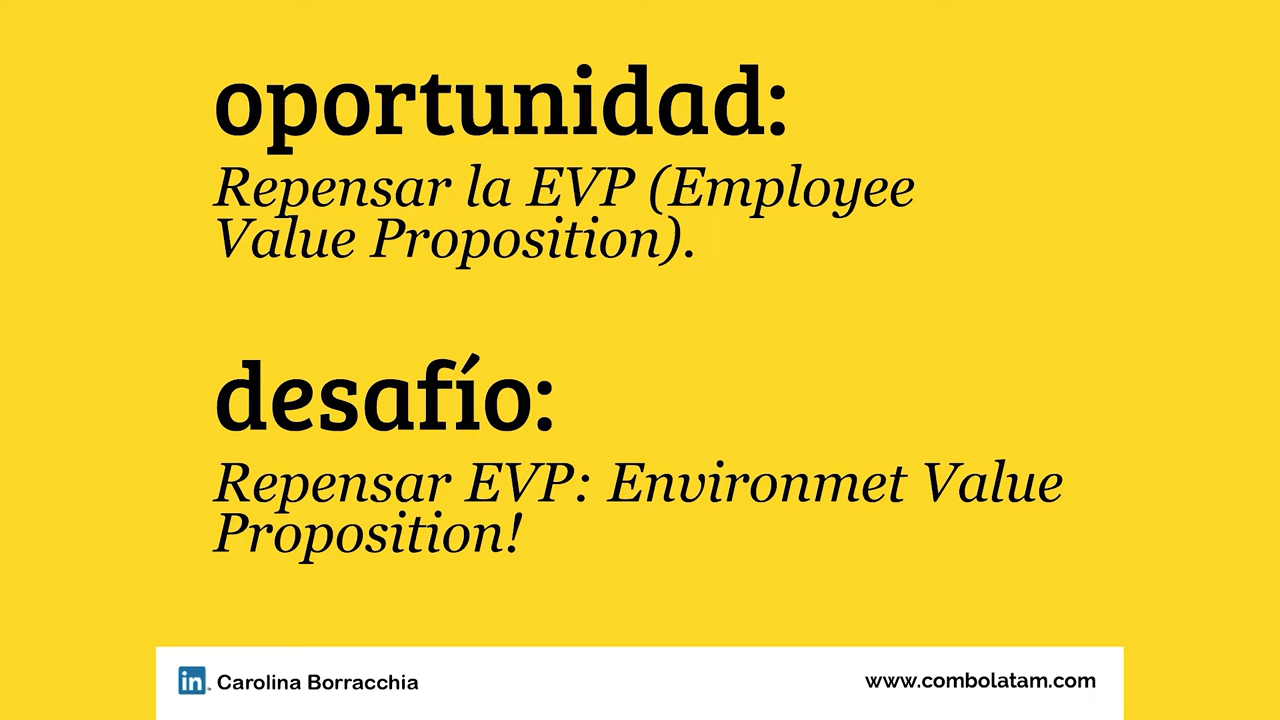 oportunidad:
Repensar la EVP (Employee
Value Proposition).
desafío:
Repensar EVP: Environmet Value
Proposition!
in Carolina Borracchia
www.combolatam.com